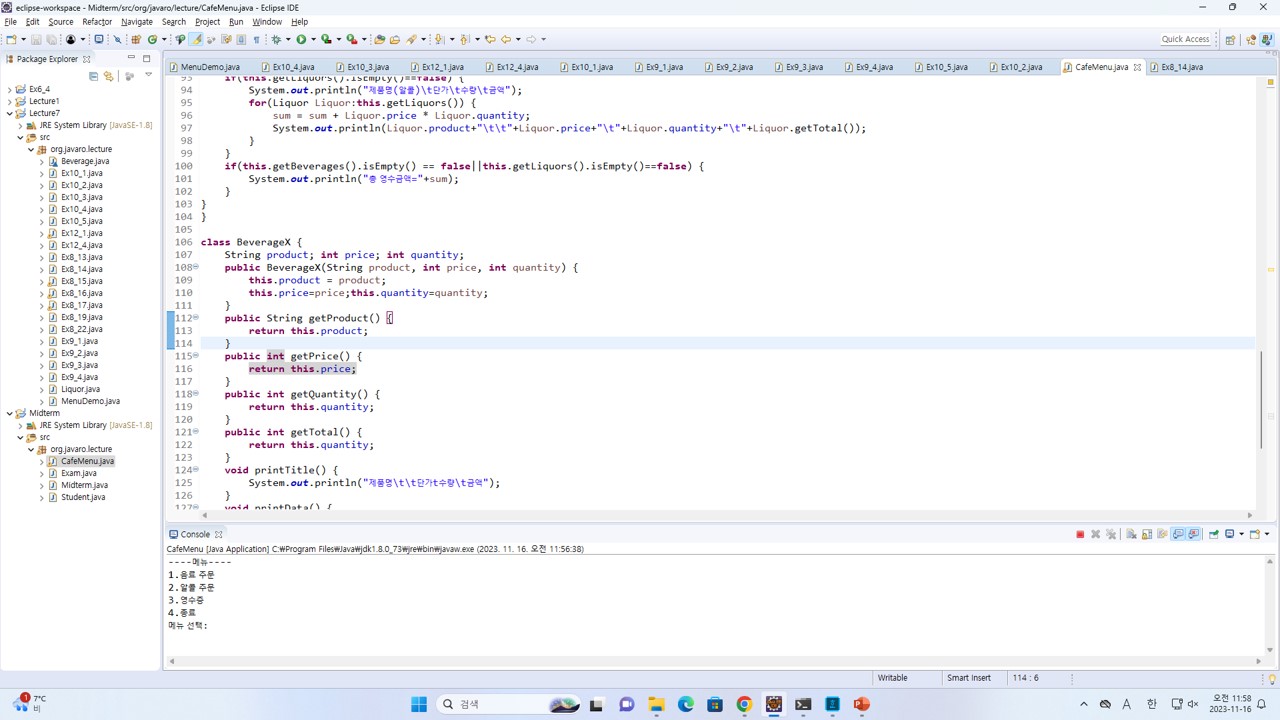 eclipse-workspace - Midterm/src/org/javaro/lecture/CafeMenu.java - Eclipse IDE
File Edit Source Refactor Navigate Search Project Run Window Help
Quick Access
Package Explorer
MenuDemo.java Ex10_4.java Ex10_3.java Ex12_1.java Ex12_4.java Ex10_1.java Ex9_1.java Ex9_2.java Ex9_3.java Ex9_4.java Ex10_5.java Ex10_2.java CafeMenu.java Ex8_14.java
Ex6_4
Lecture1
Lecture7
JRE System Library [JavaSE-1.8]
src
org.javaro.lecture
Beverage.java
Ex10_1.java
Ex10_2.java
Ex10_3.java
Ex10_4.java
Ex10_5.java
Ex12_1.java
Ex12_4.java
Ex8_13.java
Ex8_14.java
Ex8_15.java
Ex8_16.java
Ex8_17.java
Ex8_19.java
Ex8_22.java
Ex9_1.java
Ex9_2.java
Ex9_3.java
Ex9_4.java
Liquor.java
MenuDemo.java
Midterm
JRE System Library [JavaSE-1.8]
src
org.javaro.lecture
CafeMenu.java
Exam.java
Midterm.java
Student.java
93 if(this.getLiquors().isEmpty()==false) {
94 System.out.println("제품명(알콜)\t단가\t수량\t금액");
95 for(Liquor Liquor:this.getLiquors()) {
96 sum = sum + Liquor.price * Liquor.quantity;
97 System.out.println(Liquor.product+"\t\t"+Liquor.price+"\t"+Liquor.quantity+"\t"+Liquor.getTotal());
98 }
99 }
100 if(this.getBeverages().isEmpty() == false||this.getLiquors().isEmpty()==false) {
101 System.out.println("총 영수금액="+sum);
102 }
103 }
104 }
105
106 class BeverageX {
107 String product; int price; int quantity;
108 public BeverageX(String product, int price, int quantity) {
109 this.product = product;
110 this.price=price;this.quantity=quantity;
111 }
112 public String getProduct() {
113 return this.product;
114 }
115 public int getPrice() {
116 return this.price;
117 }
118 public int getQuantity() {
119 return this.quantity;
120 }
121 public int getTotal() {
122 return this.quantity;
123 }
124 void printTitle() {
125 System.out.println("제품명\t\t단가t수량\t금액");
126 }
127 void printData() {
Console
CafeMenu [Java Application] C:₩Program Files₩Java₩jdk1.8.0_73₩jre₩bin₩javaw.exe (2023. 11. 16. 오전 11:56:38)
----메뉴----
1.음료 주문
2.알콜 주문
3.영수증
4.종료
메뉴 선택:
Writable Smart Insert 114 : 6
1
7°C
비
검색
A 한
오전 11:58
2023-11-16